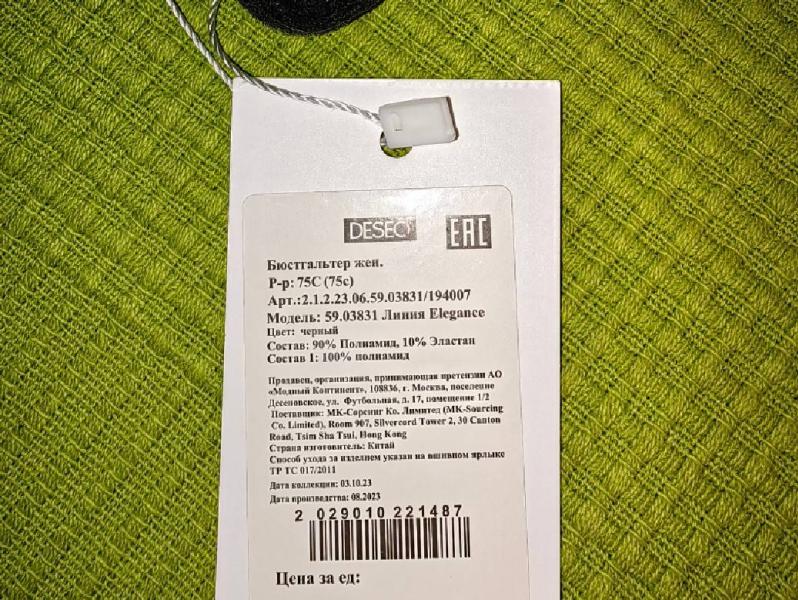 DESEO
EAC
Бюстгальтер жен.
Р-р: 75C (75c)
Арт.:2.1.2.23.06.59.03831/194007
Модель: 59.03831 Линия Elegance
Цвет: черный
Состав: 90% Полиамид, 10% Эластан
Состав 1: 100% полиамид
Продавец, организация, принимающая претензии АО
«Модный Континент», 108836, г. Москва, поселение
Десеновское, ул. Футбольная, д. 17, помещение 1/2
Поставщик: МК-Сорсинг Ко. Лимитед (MK-Sourcing
Co. Limited), Room 907, Silvercord Tower 2, 30 Canton
Road, Tsim Sha Tsui, Hong Kong
Страна изготовитель: Китай
Способ ухода за изделием указан на вшивном ярлыке
ТР ТС 017/2011
Дата коллекции: 03.10.23
Дата производства: 08.2023
2 029010 221487
Цена за ед: